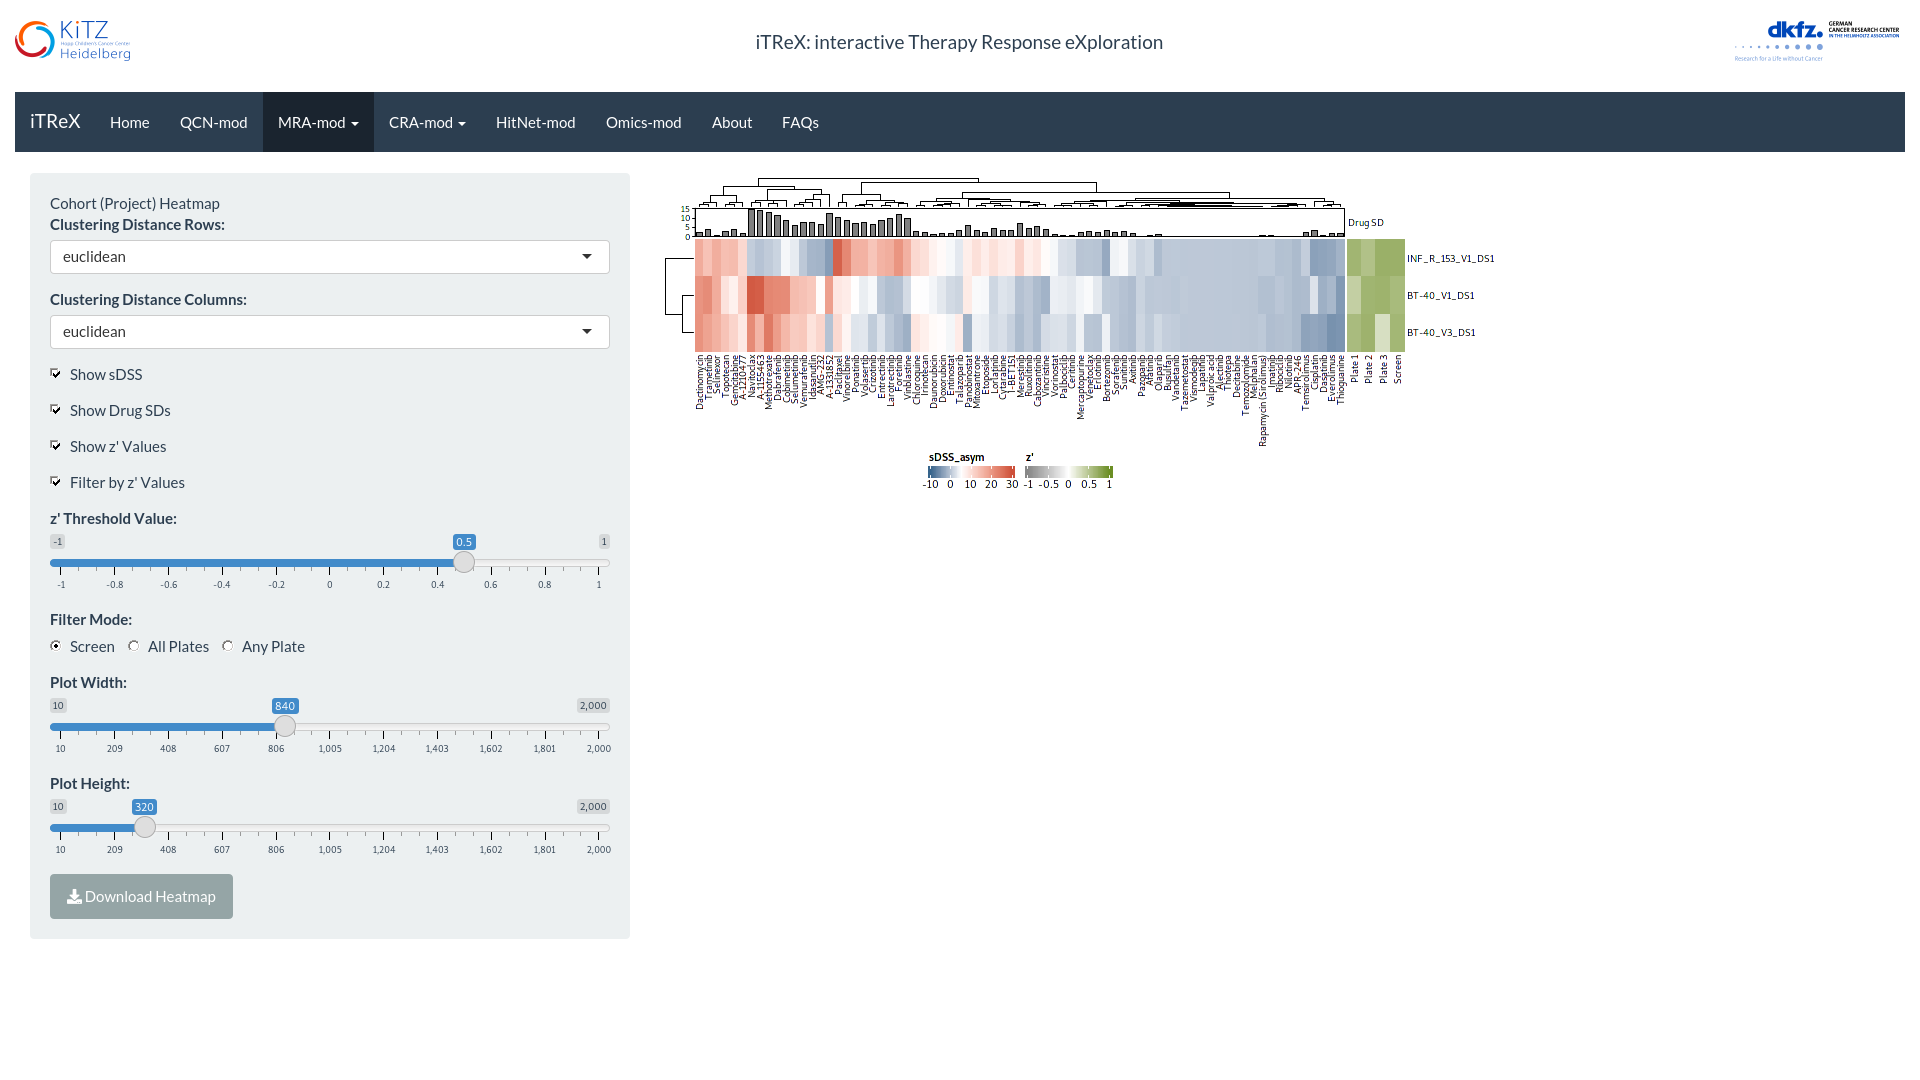 KiTZ
Hopp Children's Cancer Center
Heidelberg
iTReX: interactive Therapy Response eXploration
dkfz.
GERMAN
CANCER RESEARCH CENTER
IN THE HELMHOLTZ ASSOCIATION
Research for a Life without Cancer
iTReX Home QCN-mod MRA-mod CRA-mod HitNet-mod Omics-mod About FAQs
Cohort (Project) Heatmap
Clustering Distance Rows:
euclidean
Clustering Distance Columns:
euclidean
Show sDSS
Show Drug SDs
Show z' Values
Filter by z' Values
z' Threshold Value:
-1 0.5 1
-1 -0.8 -0.6 -0.4 -0.2 0 0.2 0.4 0.6 0.8 1
Filter Mode:
Screen All Plates Any Plate
Plot Width:
10 840 2,000
10 209 408 607 806 1,005 1,204 1,403 1,602 1,801 2,000
Plot Height:
10 320 2,000
10 209 408 607 806 1,005 1,204 1,403 1,602 1,801 2,000
Download Heatmap
15
10
5
0
Drug SD
INF_R_153_V1_DS1
BT-40_V1_DS1
BT-40_V3_DS1
Dactinomycin
Trametinib
Selinexor
Topotecan
Gemcitabine
A-1210477
Navitoclax
A-1155463
Methotrexate
Dabrafenib
Cobimetinib
Selumetinib
Vemurafenib
Idasanutlin
AMG-232
A-1331852
Paclitaxel
Vinorelbine
Ponatinib
Volasertib
Crizotinib
Entrectinib
Larotrectinib
Foretinib
Vinblastine
Chloroquine
Irinotecan
Daunorubicin
Doxorubicin
Entinostat
Talazoparib
Panobinostat
Mitoxantrone
Etoposide
Lorlatinib
Cytarabine
I-BET151
Merestinib
Ruxolitinib
Cabozantinib
Vincristine
Vorinostat
Palbociclib
Ceritinib
Mercaptopurine
Venetoclax
Erlotinib
Bortezomib
Sorafenib
Sunitinib
Axitinib
Pazopanib
Afatinib
Olaparib
Busulfan
Vandetanib
Tazemetostat
Vismodegib
Lapatinib
Valproic acid
Alectinib
Thiotepa
Decitabine
Temozolomide
Melphalan
Rapamycin (Sirolimus)
Imatinib
Ribociclib
Nilotinib
APR-246
Temsirolimus
Cisplatin
Dasatinib
Everolimus
Thioguanine
Plate 1
Plate 2
Plate 3
Screen
sDSS_asym
-10 0 10 20 30
z'
-1 -0.5 0 0.5 1